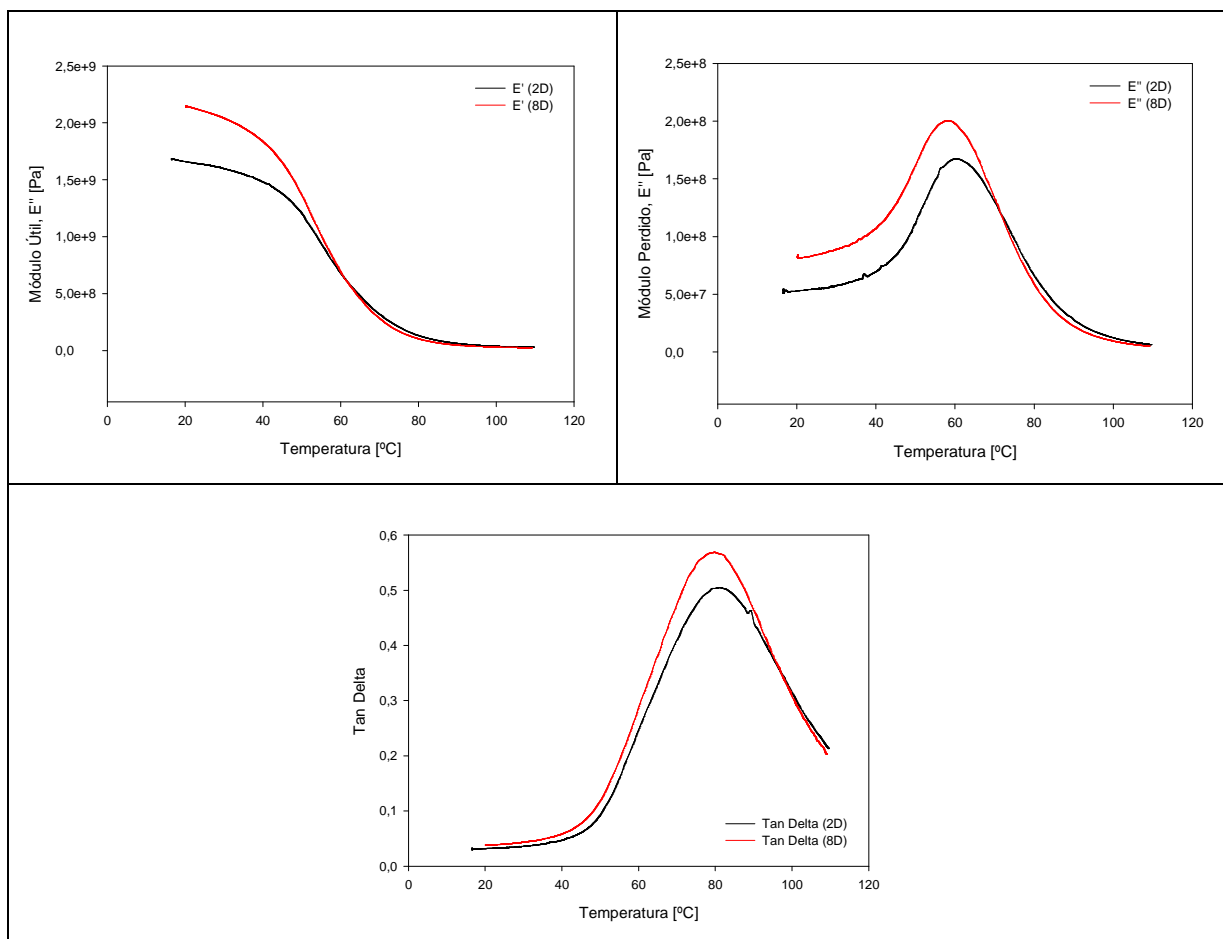 2,5e+9
2,0e+9
1,5e+9
1,0e+9
5,0e+8
0,0
Módulo Útil, E'' [Pa]
E' (2D)
E' (8D)
0 20 40 60 80 100 120
Temperatura [ºC]
2,5e+8
2,0e+8
1,5e+8
1,0e+8
5,0e+7
0,0
Módulo Perdido, E'' [Pa]
E'' (2D)
E'' (8D)
0 20 40 60 80 100 120
Temperatura [ºC]
0,6
0,5
0,4
0,3
0,2
0,1
0,0
Tan Delta
Tan Delta (2D)
Tan Delta (8D)
0 20 40 60 80 100 120
Temperatura [ºC]